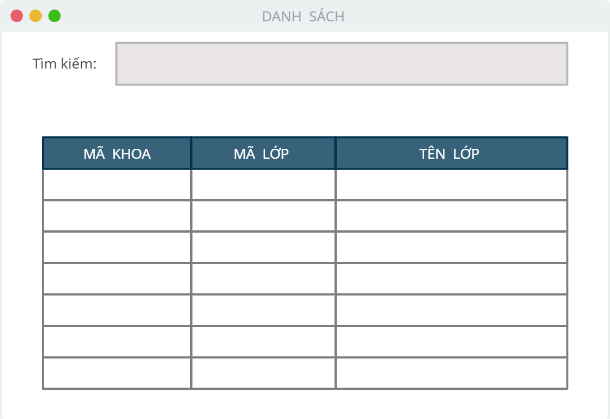 DANH SÁCH
Tìm kiếm:
MÃ KHOA MÃ LỚP TÊN LỚP